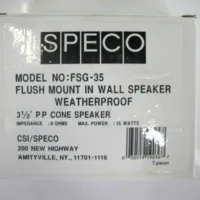 SPECO
MODEL NO:FSG-35
FLUSH MOUNT IN WALL SPEAKER
WEATHERPROOF
3½" P P CONE SPEAKER
IMPEDANCE : 8 OHMS MAX. POWER : 15 WATTS
CSI/SPECO
200 NEW HIGHWAY
AMITYVILLE, NY., 11701-1116
Taiwan